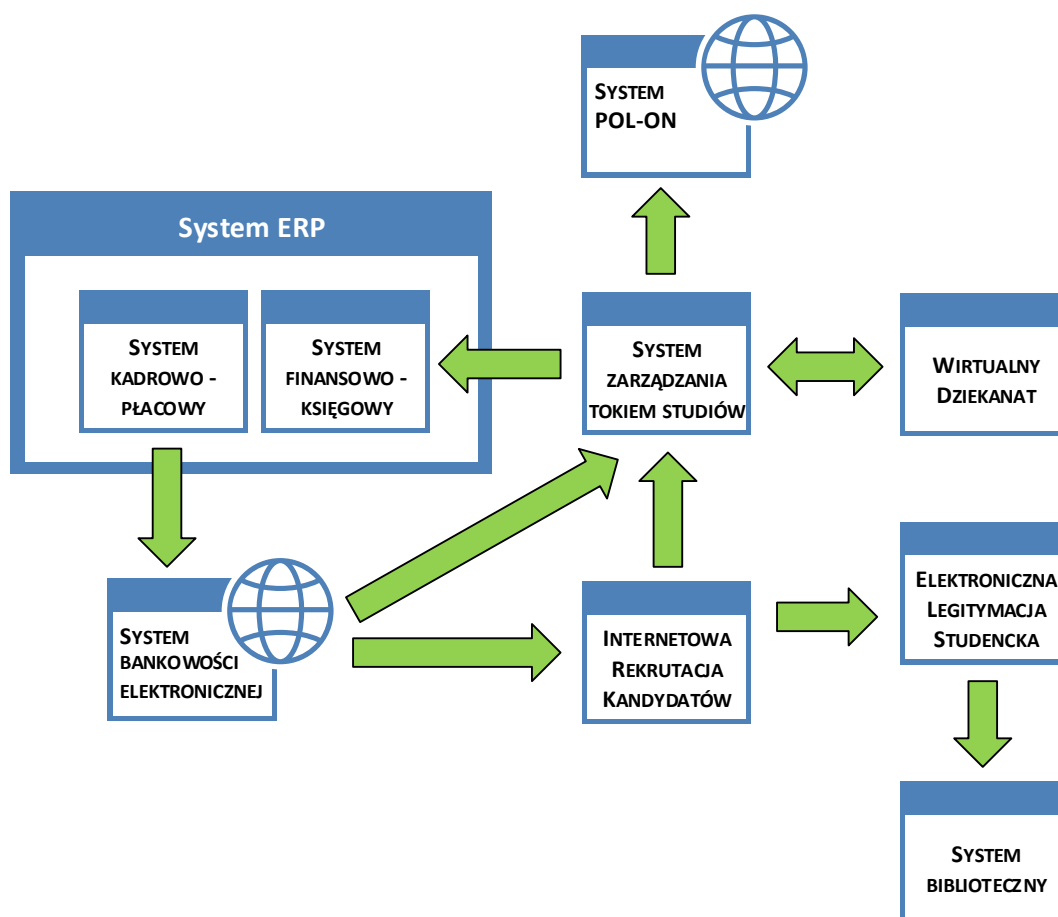 System
POL-ON
System ERP
System
kadrowo -
płacowy
System
finansowo -
księgowy
System
zarządzania
tokiem studiów
Wirtualny
Dziekanat
System
bankowości
elektronicznej
Internetowa
Rekrutacja
Kandydatów
Elektroniczna
Legitymacja
Studencka
System
biblioteczny